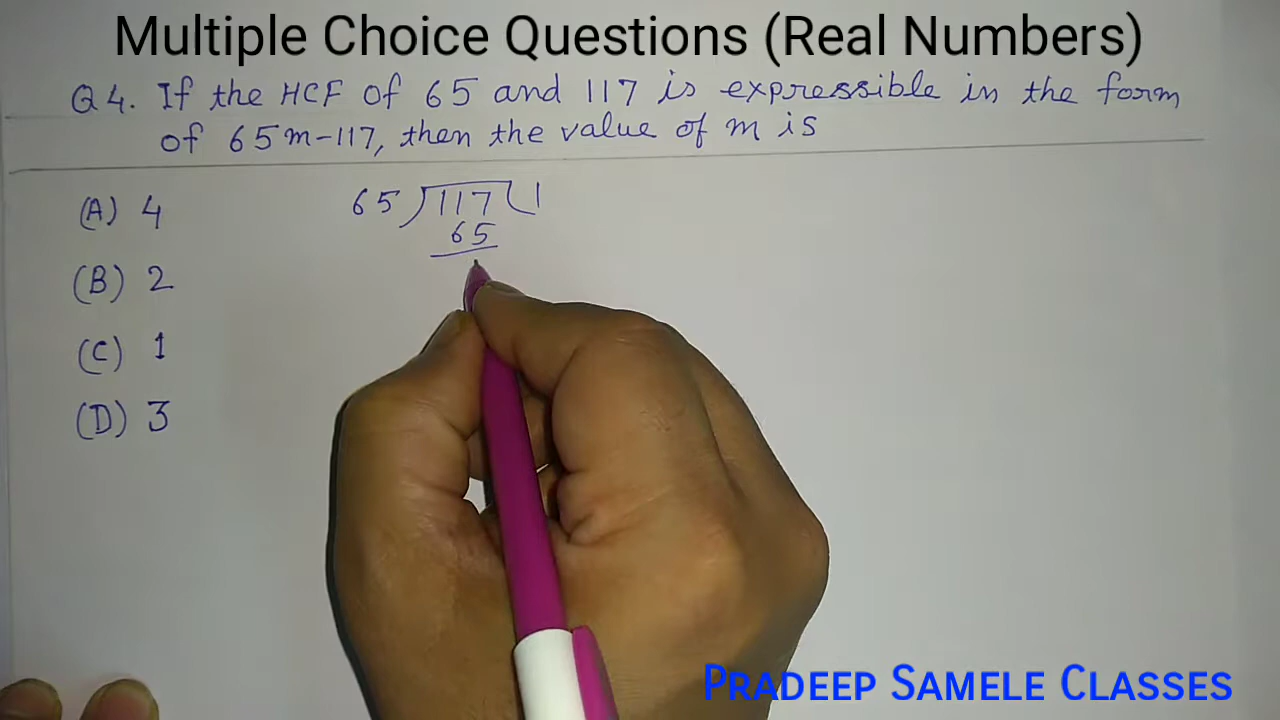 Multiple Choice Questions (Real Numbers)
Q4. If the HCF of 65 and 117 is expressible in the form
of 65m-117, then the value of m is
(A) 4
(B) 2
(C) 1
(D) 3
65)117(1
65
PRADEEP SAMELE CLASSES